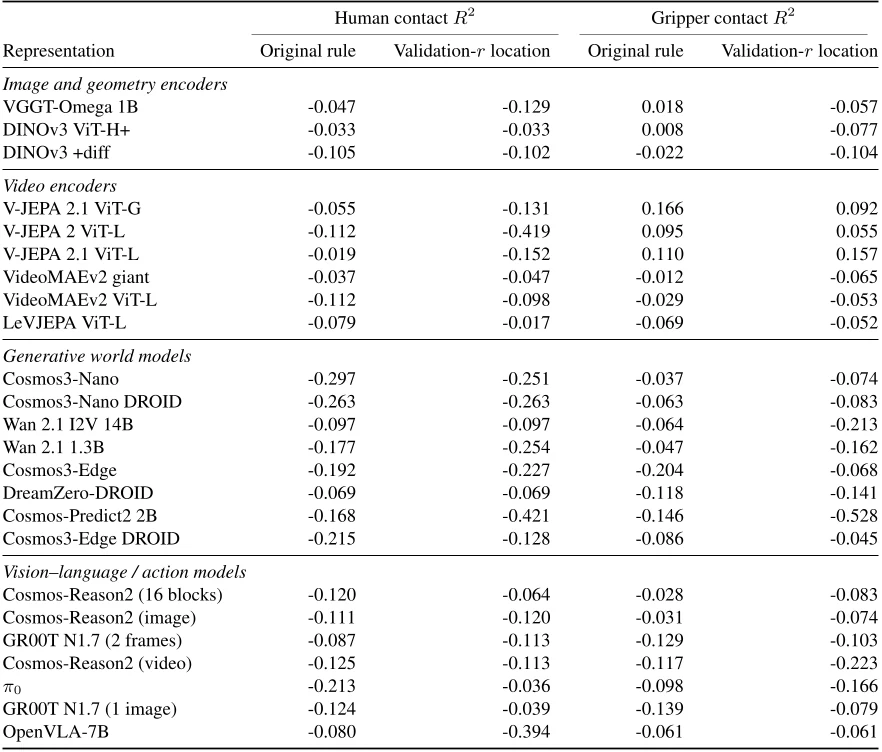 Human contact R² Gripper contact R²
Representation Original rule Validation-r location Original rule Validation-r location
Image and geometry encoders
VGGT-Omega 1B -0.047 -0.129 0.018 -0.057
DINOv3 ViT-H+ -0.033 -0.033 0.008 -0.077
DINOv3 +diff -0.105 -0.102 -0.022 -0.104
Video encoders
V-JEPA 2.1 ViT-G -0.055 -0.131 0.166 0.092
V-JEPA 2 ViT-L -0.112 -0.419 0.095 0.055
V-JEPA 2.1 ViT-L -0.019 -0.152 0.110 0.157
VideoMAEv2 giant -0.037 -0.047 -0.012 -0.065
VideoMAEv2 ViT-L -0.112 -0.098 -0.029 -0.053
LeVJEPA ViT-L -0.079 -0.017 -0.069 -0.052
Generative world models
Cosmos3-Nano -0.297 -0.251 -0.037 -0.074
Cosmos3-Nano DROID -0.263 -0.263 -0.063 -0.083
Wan 2.1 I2V 14B -0.097 -0.097 -0.064 -0.213
Wan 2.1 1.3B -0.177 -0.254 -0.047 -0.162
Cosmos3-Edge -0.192 -0.227 -0.204 -0.068
DreamZero-DROID -0.069 -0.069 -0.118 -0.141
Cosmos-Predict2 2B -0.168 -0.421 -0.146 -0.528
Cosmos3-Edge DROID -0.215 -0.128 -0.086 -0.045
Vision–language / action models
Cosmos-Reason2 (16 blocks) -0.120 -0.064 -0.028 -0.083
Cosmos-Reason2 (image) -0.111 -0.120 -0.031 -0.074
GR00T N1.7 (2 frames) -0.087 -0.113 -0.129 -0.103
Cosmos-Reason2 (video) -0.125 -0.113 -0.117 -0.223
π₀ -0.213 -0.036 -0.098 -0.166
GR00T N1.7 (1 image) -0.124 -0.039 -0.139 -0.079
OpenVLA-7B -0.080 -0.394 -0.061 -0.061